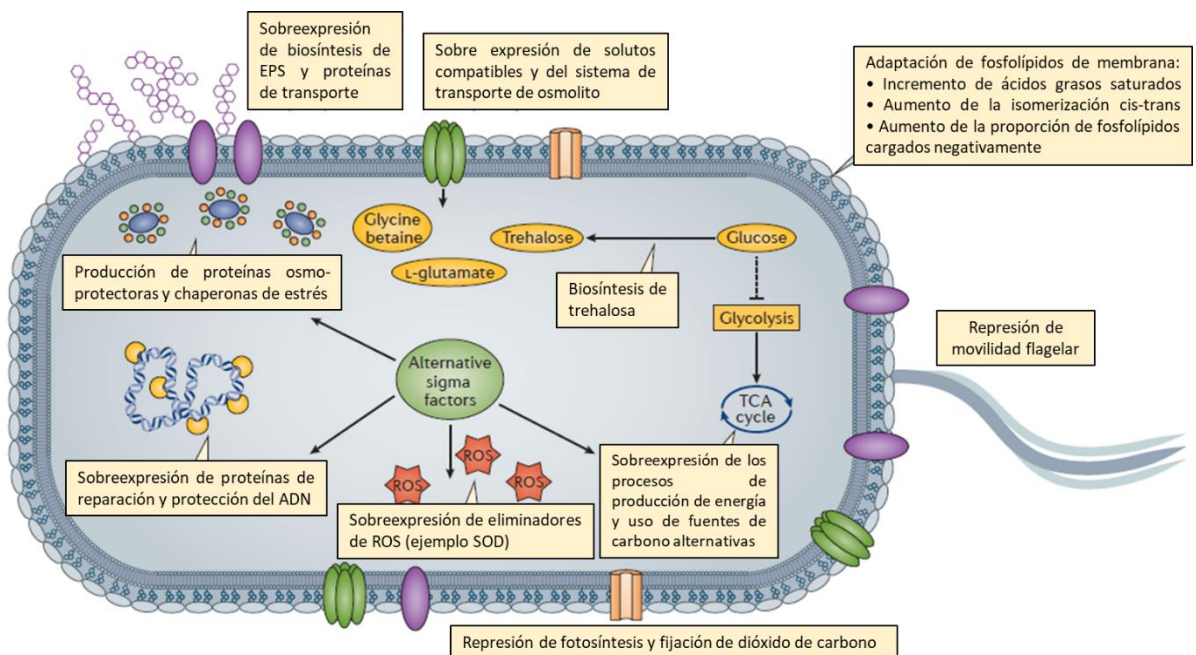 Sobreexpresión
de biosíntesis de
EPS y proteínas
de transporte
Sobre expresión de solutos
compatibles y del sistema de
transporte de osmolito
Adaptación de fosfolípidos de membrana:
• Incremento de ácidos grasos saturados
• Aumento de la isomerización cis-trans
• Aumento de la proporción de fosfolípidos
cargados negativamente
Glycine
betaine
Trehalose
Glucose
L-glutamate
Producción de proteínas osmo-
protectoras y chaperonas de estrés
Biosíntesis de
trehalosa
Glycolysis
Represión de
movilidad flagelar
Alternative
sigma
factors
TCA
cycle
ROS
ROS
ROS
Sobreexpresión de proteínas de
reparación y protección del ADN
Sobreexpresión de eliminadores
de ROS (ejemplo SOD)
Sobreexpresión de los
procesos de
producción de energía
y uso de fuentes de
carbono alternativas
Represión de fotosíntesis y fijación de dióxido de carbono